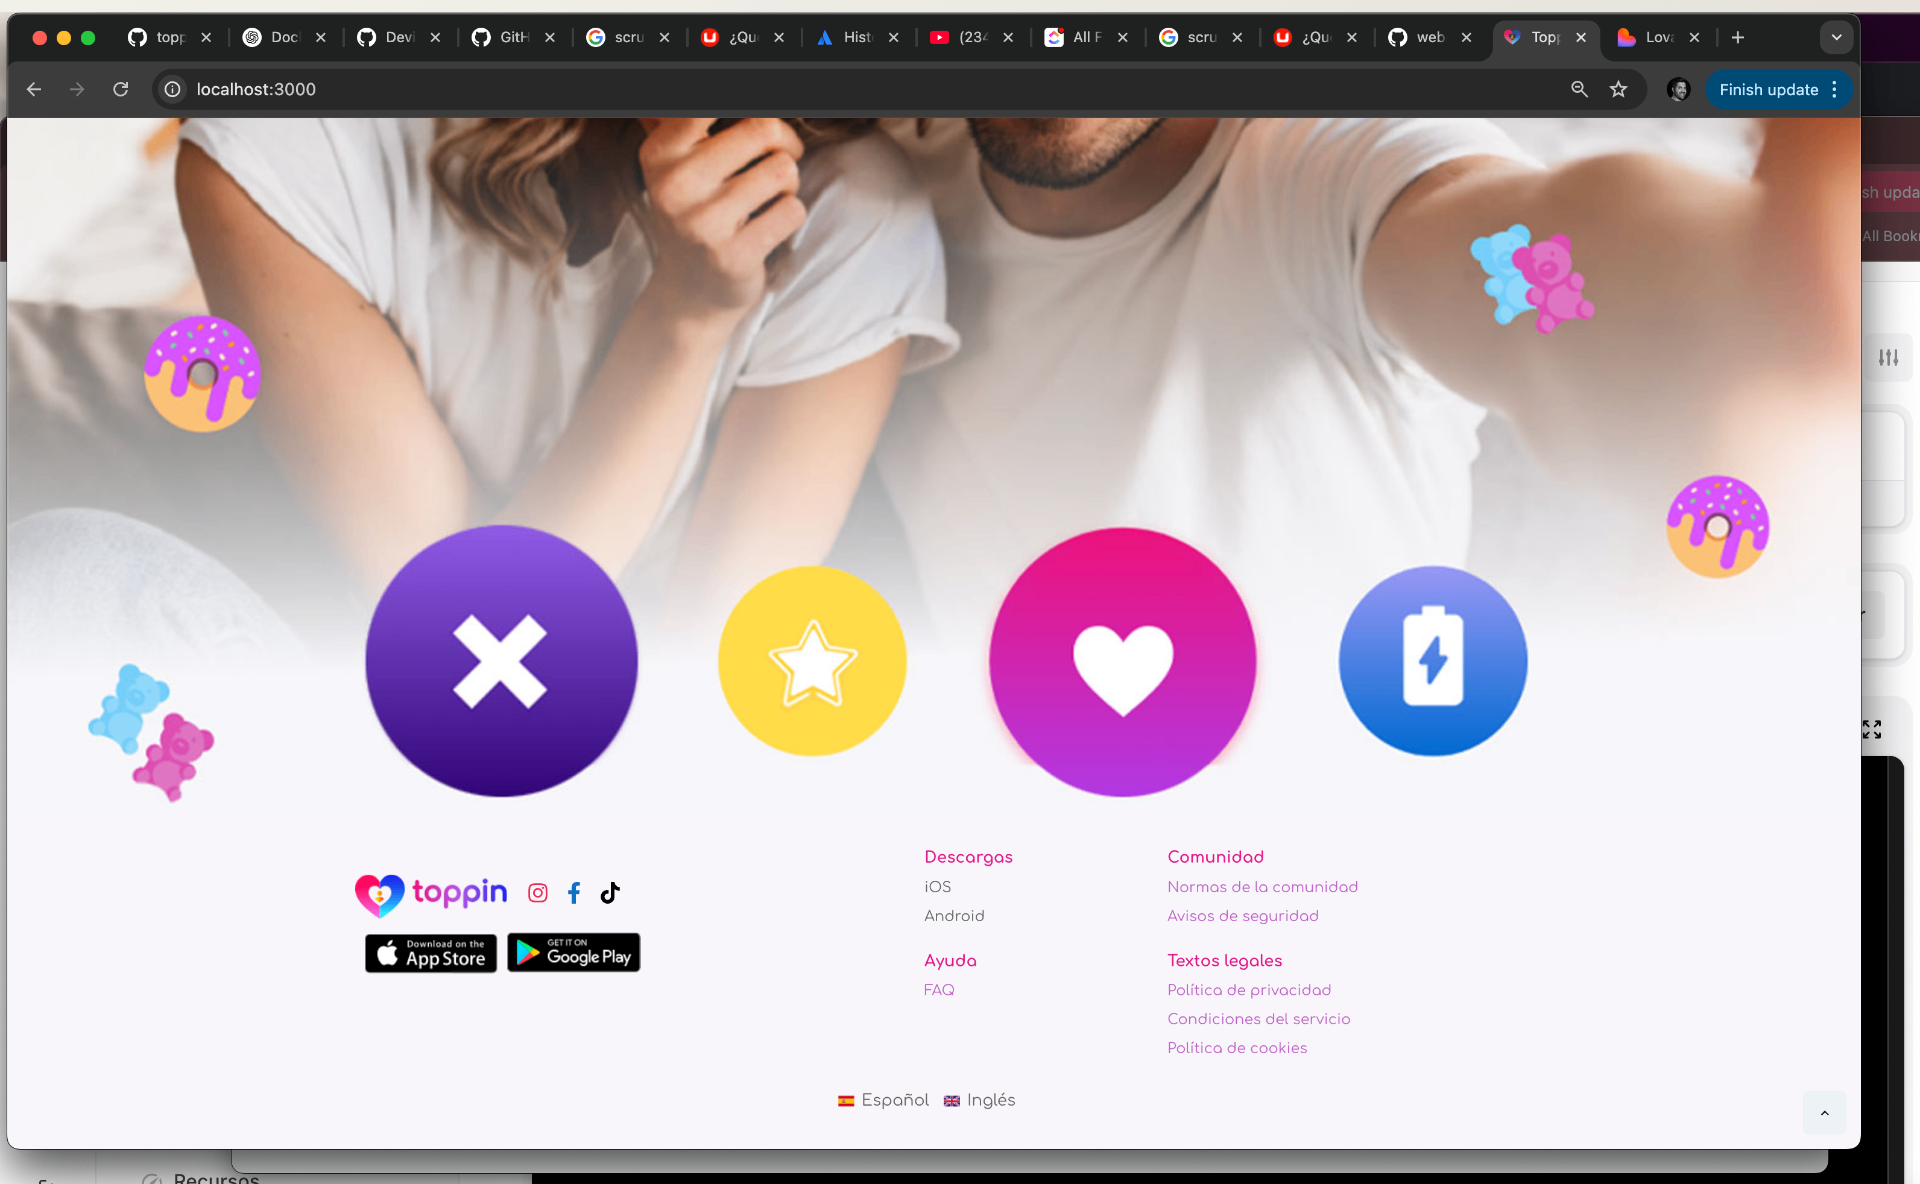 topp
Doc
Devi
GitH
scru
¿Qu
Hist
(234
All F
scru
¿Qu
web
Topp
Lova
localhost:3000
Finish update
sh upda
All Book
Descargas
iOS
Android
Ayuda
FAQ
Comunidad
Normas de la comunidad
Avisos de seguridad
Textos legales
Política de privacidad
Condiciones del servicio
Política de cookies
toppin
Download on the
App Store
GET IT ON
Google Play
Español
Inglés
Recursos